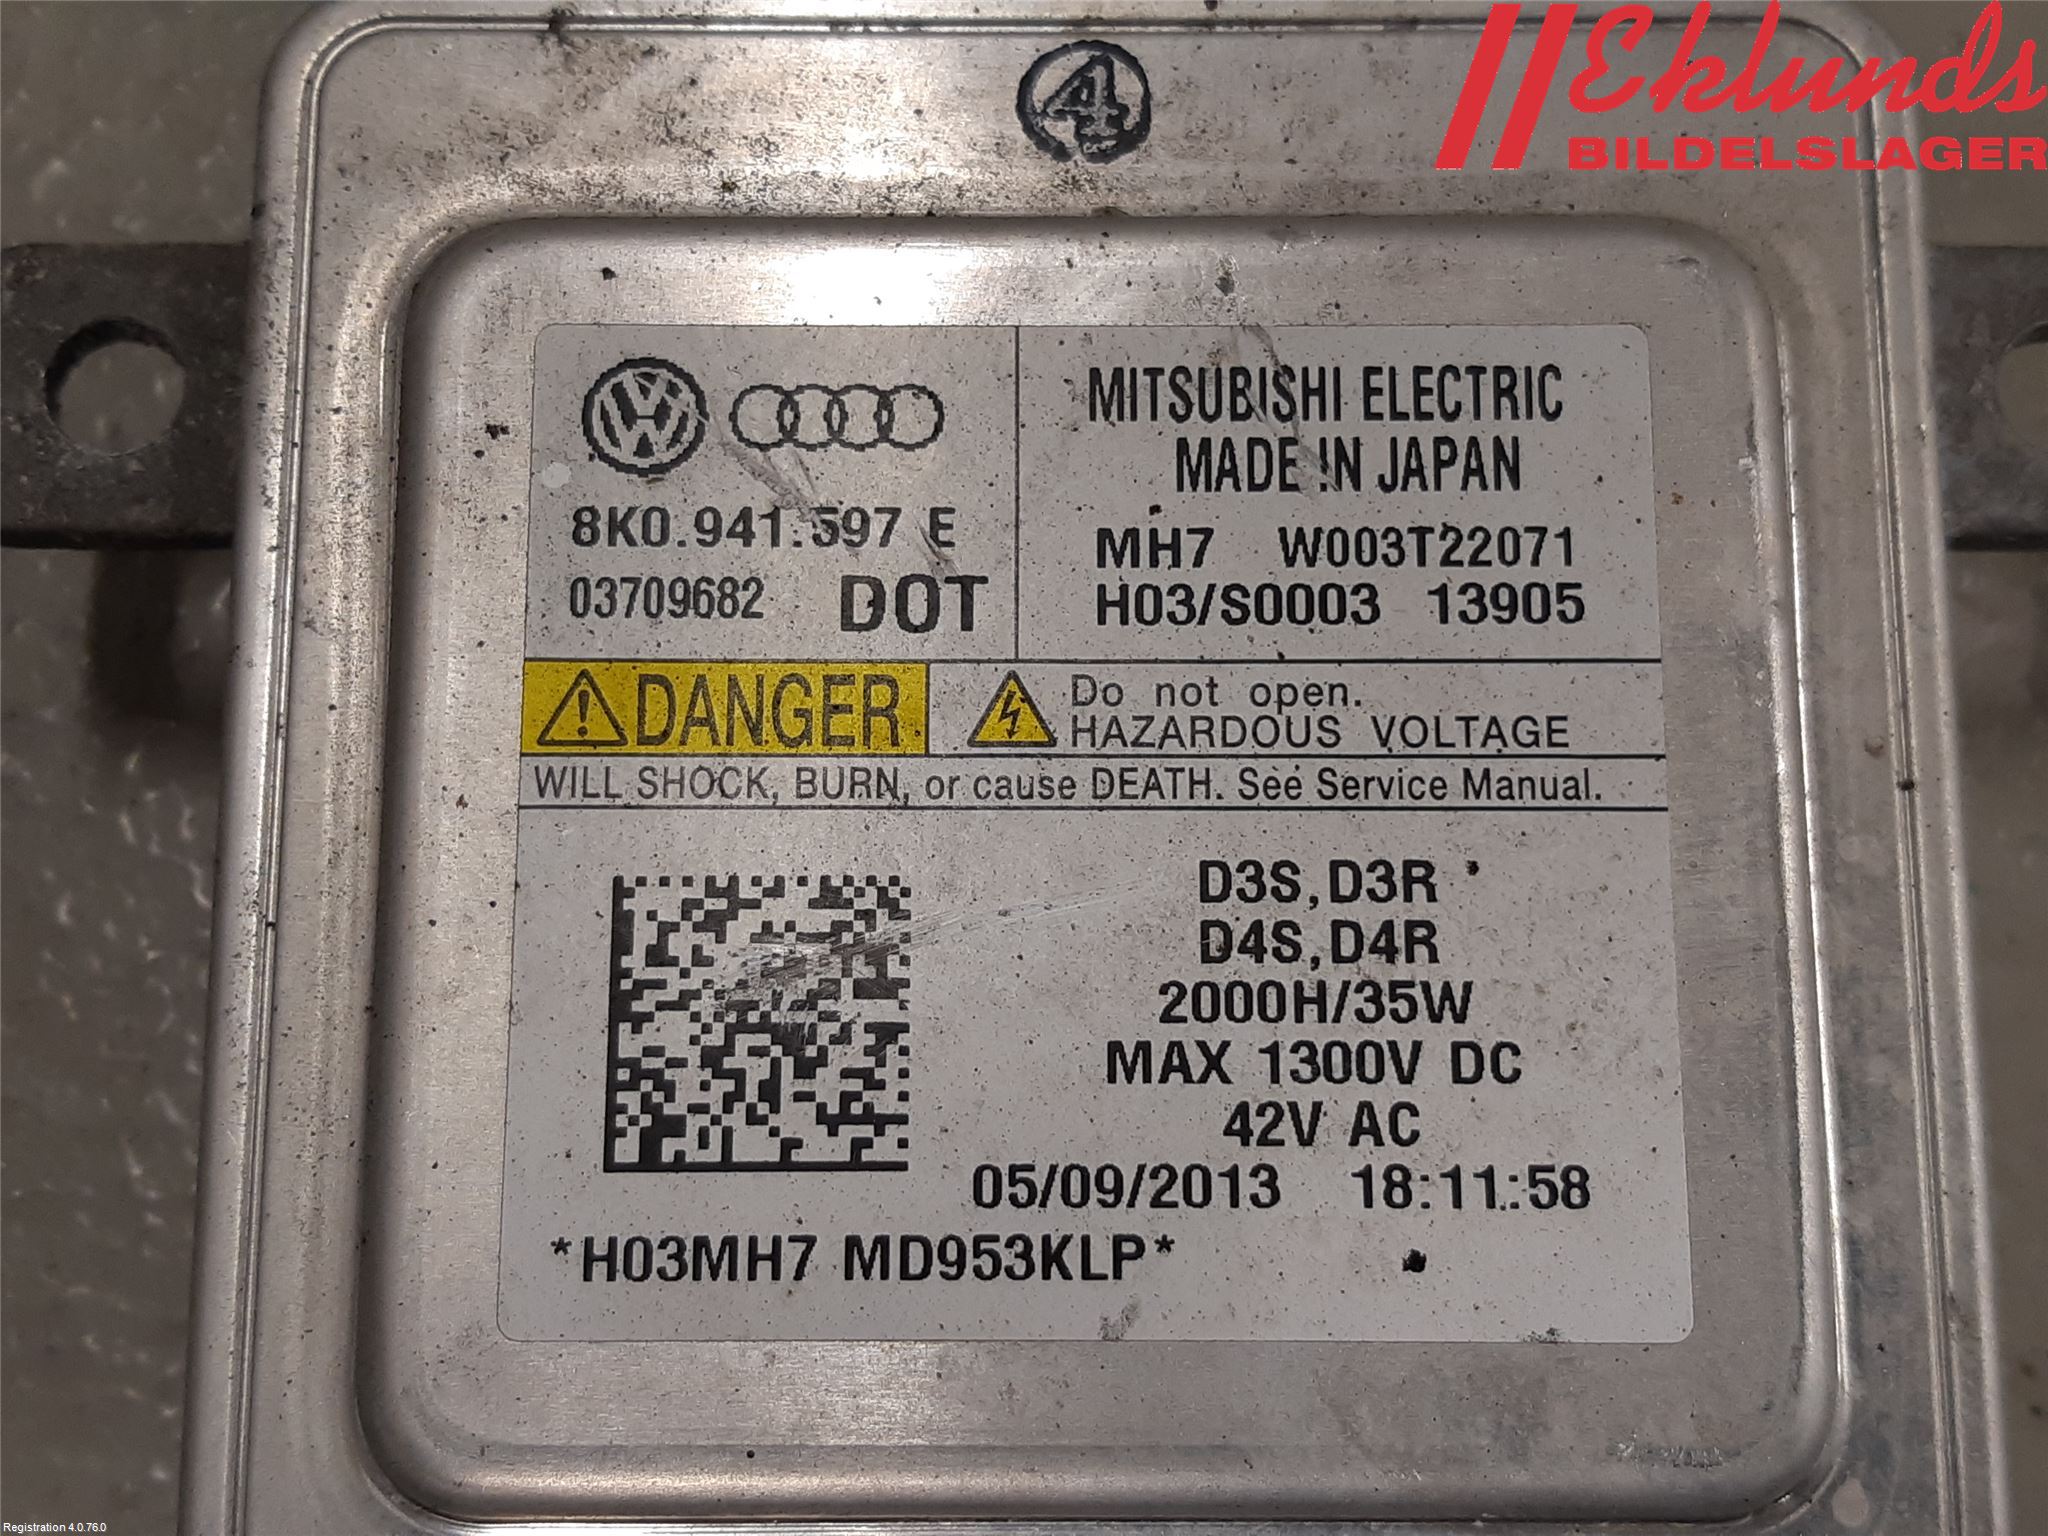 4
Eklunds
BILDELSLAGER
8K0.941.597 E
03709682 DOT
MITSUBISHI ELECTRIC
MADE IN JAPAN
MH7 W003T22071
H03/S0003 13905
DANGER
Do not open.
HAZARDOUS VOLTAGE
WILL SHOCK, BURN, or cause DEATH. See Service Manual.
D3S,D3R
D4S,D4R
2000H/35W
MAX 1300V DC
42V AC
05/09/2013 18:11:58
*H03MH7 MD953KLP*
Registration 4.0.76.0